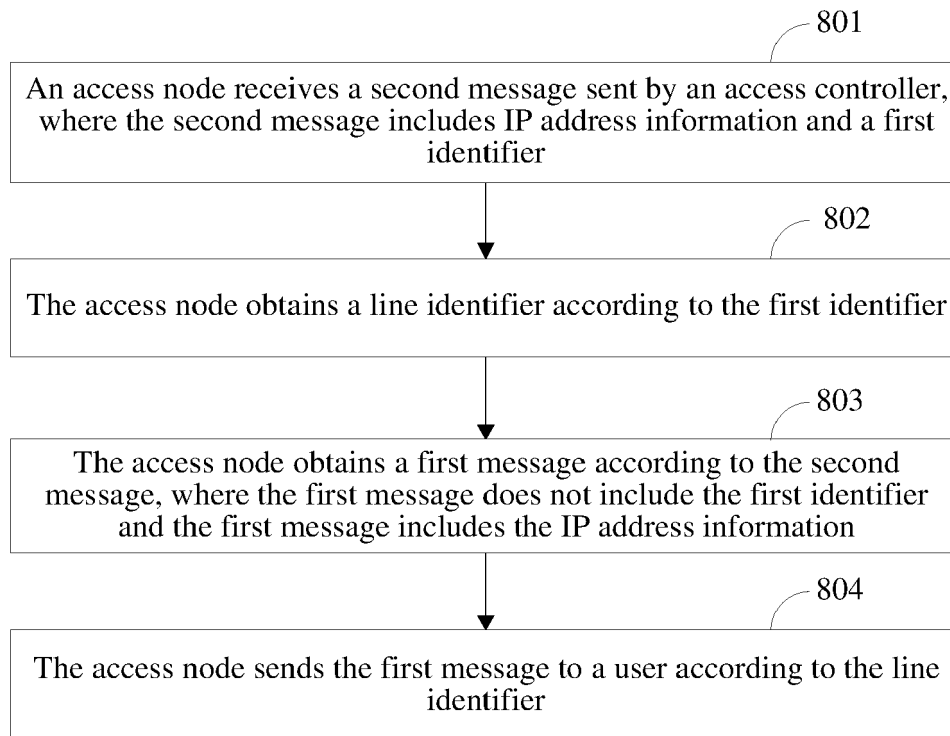 801
An access node receives a second message sent by an access controller,
where the second message includes IP address information and a first
identifier
802
The access node obtains a line identifier according to the first identifier
803
The access node obtains a first message according to the second
message, where the first message does not include the first identifier
and the first message includes the IP address information
804
The access node sends the first message to a user according to the line
identifier